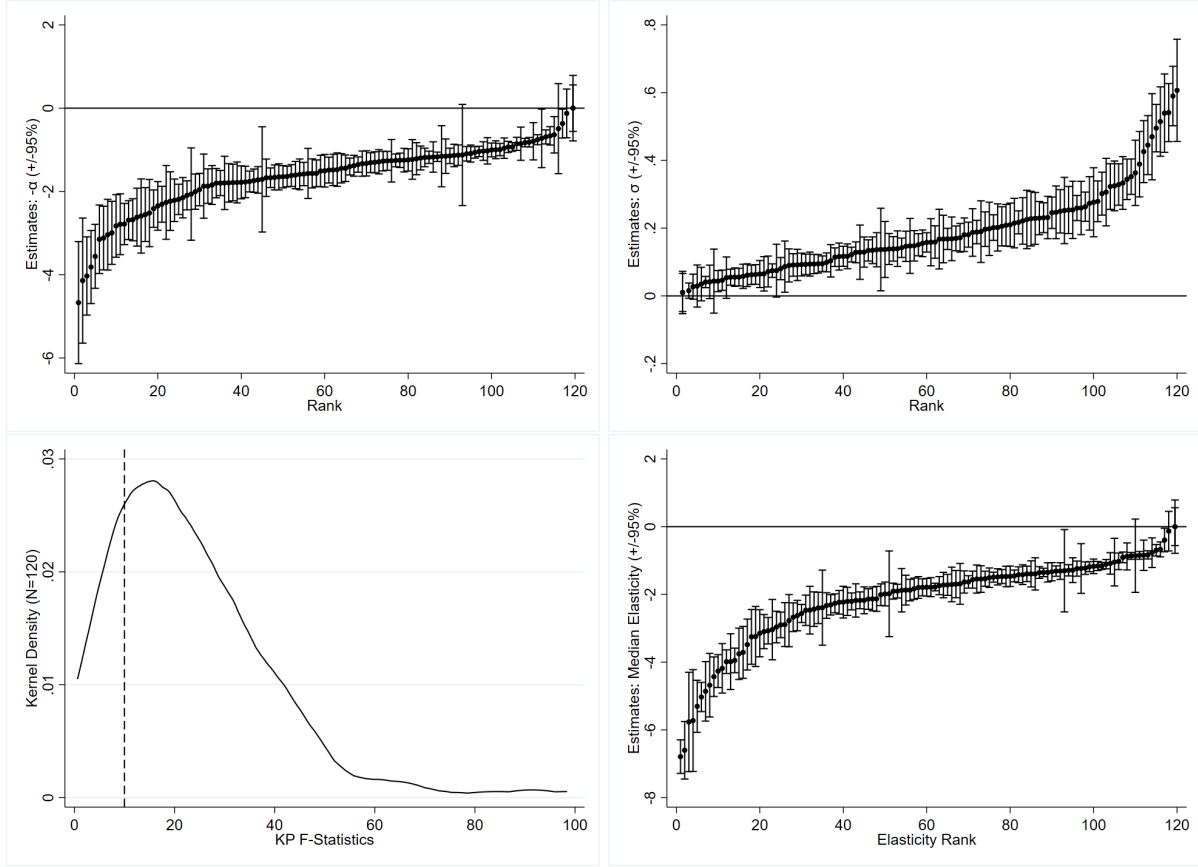 Estimates: -α (+/-95%)
2
0
-2
-4
-6
0 20 40 60 80 100 120
Rank
Estimates: σ (+/-95%)
.8
.6
.4
.2
0
-.2
0 20 40 60 80 100 120
Rank
Kernel Density (N=120)
.03
.02
.01
0
0 20 40 60 80 100
KP F-Statistics
Estimates: Median Elasticity (+/-95%)
2
0
-2
-4
-6
-8
0 20 40 60 80 100 120
Elasticity Rank